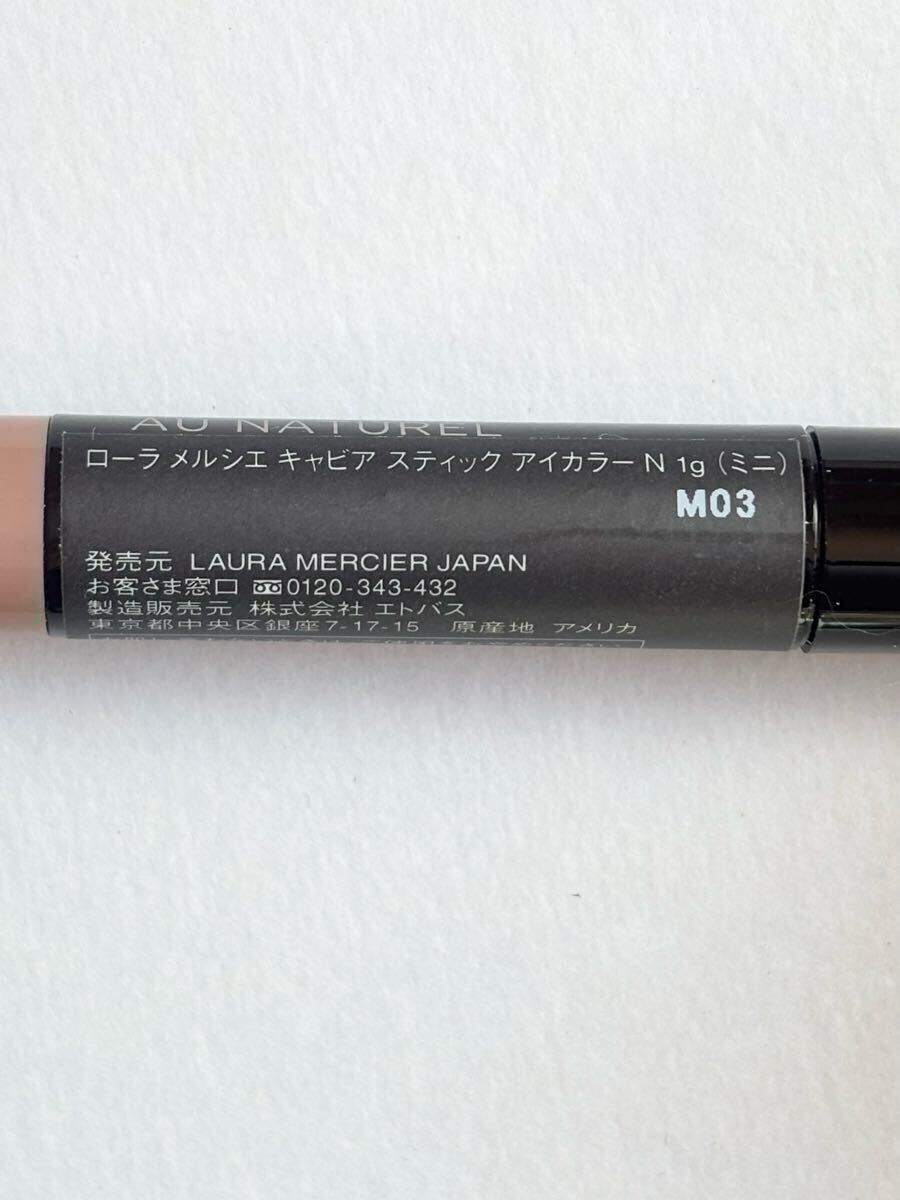 AU NATUREL
ローラ メルシエ キャビア スティック アイカラー N 1g (ミニ)
M03
発売元 LAURA MERCIER JAPAN
お客さま窓口 0120-343-432
製造販売元 株式会社 エトバス
東京都中央区銀座7-17-15 原産地 アメリカ